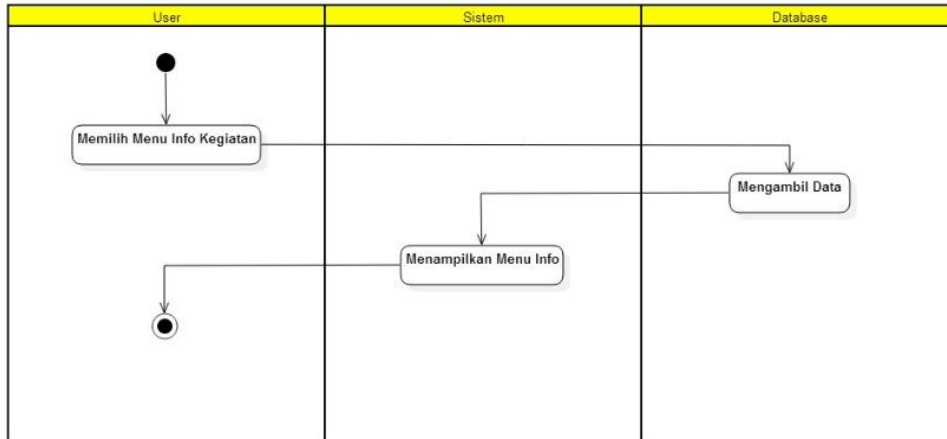 User
Sistem
Database
Memilih Menu Info Kegiatan
Mengambil Data
Menampilkan Menu Info